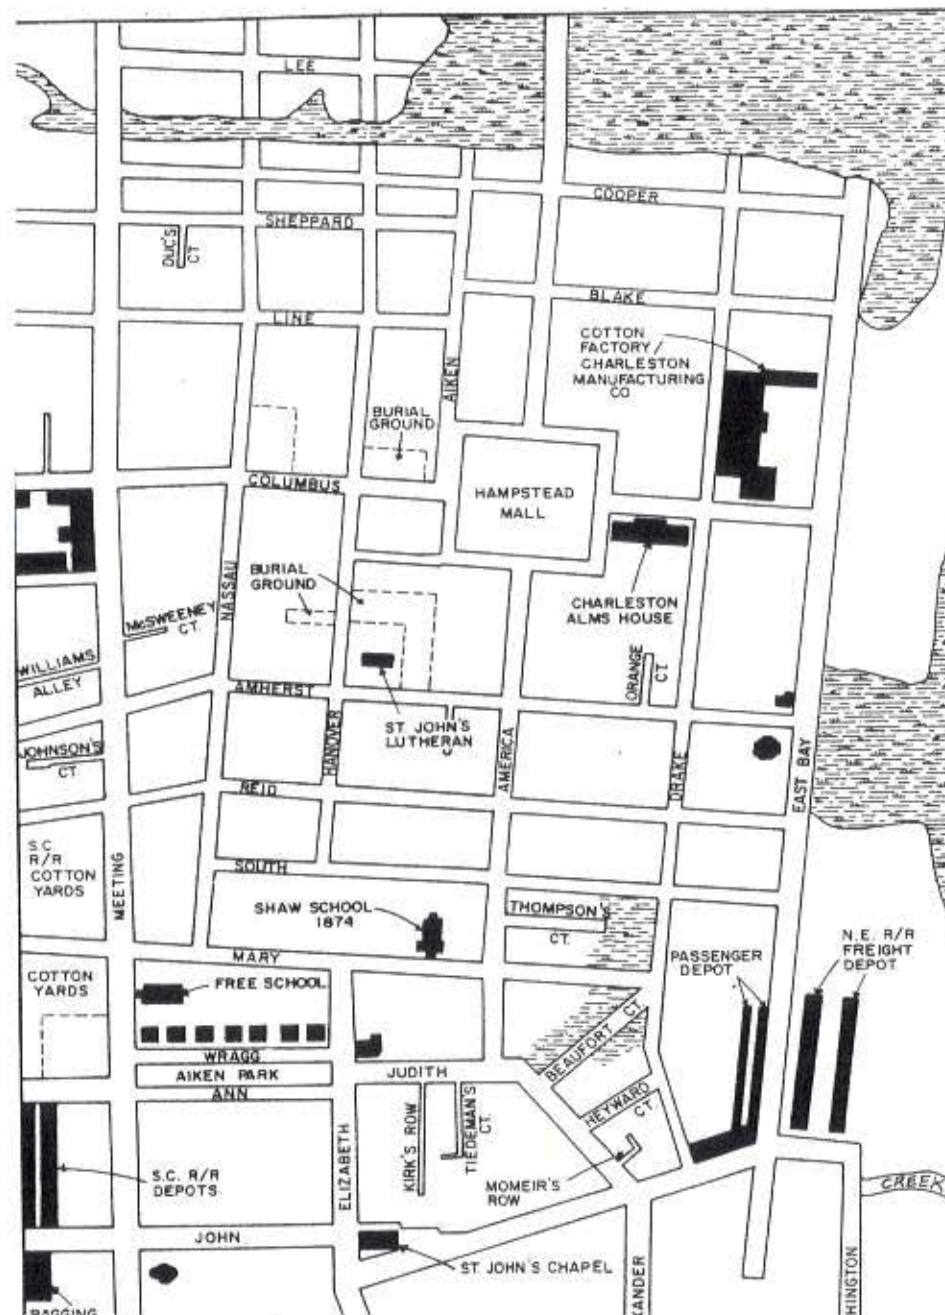 LEE
COOPER
SHEPPARD
DUC'S
CT.
BLAKE
LINE
COTTON
FACTORY/
CHARLESTON
MANUFACTURING
CO.
AIKEN
BURIAL
GROUND
COLUMBUS
HAMPSTEAD
MALL
NASSAU
BURIAL
GROUND
McSWEENEY
CT.
CHARLESTON
ALMS HOUSE
WILLIAMS
ALLEY
ORANGE
CT.
AMHERST
ST. JOHN'S
LUTHERAN
HANOVER
JOHNSON'S
CT.
AMERICA
DRAKE
EAST BAY
REID
S.C.
R/R
COTTON
YARDS
MEETING
SOUTH
SHAW SCHOOL
1874
THOMPSON'S
CT.
MARY
PASSENGER
DEPOT
N.E. R/R
FREIGHT
DEPOT
COTTON
YARDS
FREE SCHOOL
BEAUFORT CT.
WRAGG
AIKEN PARK
ANN
JUDITH
HEYWARD
CT.
KIRK'S ROW
TIEDEMAN'S
CT.
ELIZABETH
S.C. R/R
DEPOTS
MOMEIR'S
ROW
CREEK
JOHN
ST. JOHN'S CHAPEL
XANDER
HINGTON
BAGGING